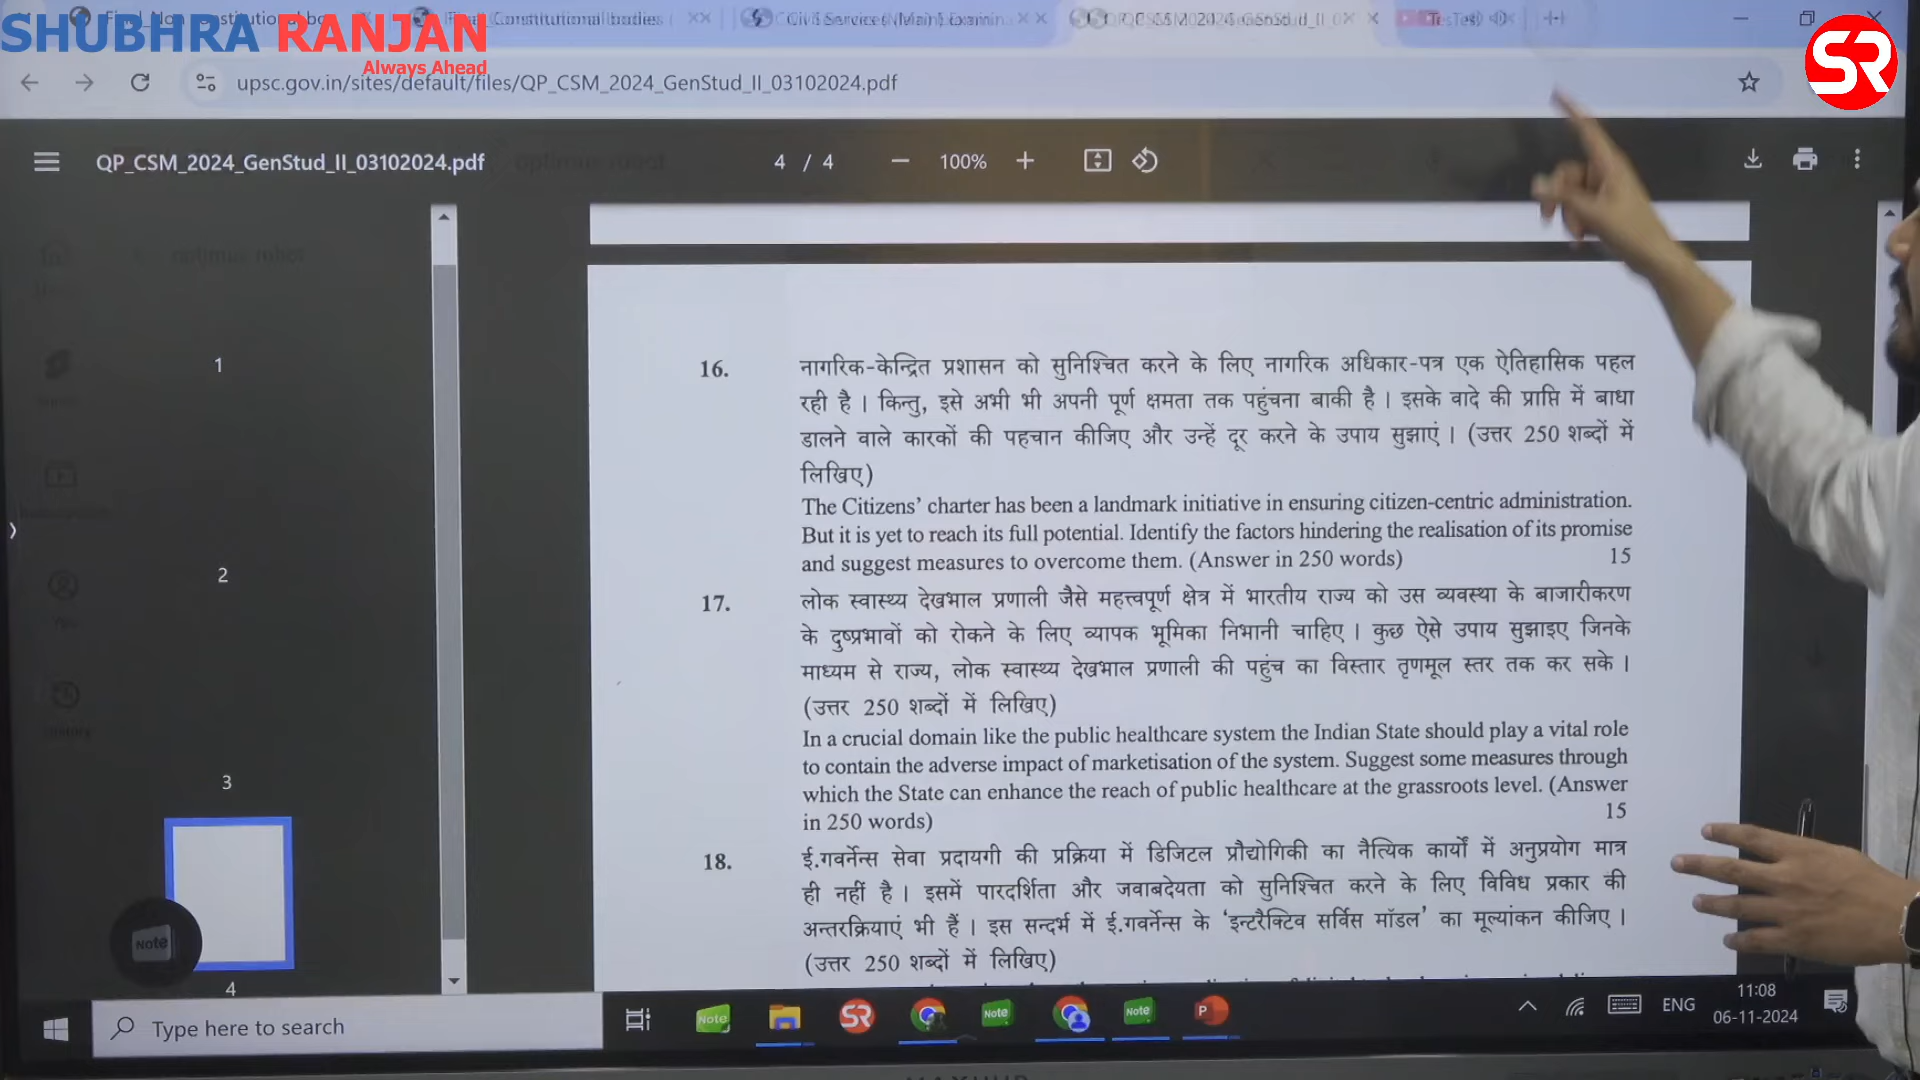 SHUBHRA RANJAN
Always Ahead
SR
Constitutional bodies
upsc.gov.in/sites/default/files/QP_CSM_2024_GenStud_II_03102024.pdf
QP_CSM_2024_GenStud_II_03102024.pdf
4 / 4
100%
1
2
3
4
16. नागरिक-केन्द्रित प्रशासन को सुनिश्चित करने के लिए नागरिक अधिकार-पत्र एक ऐतिहासिक पहल
रही है । किन्तु, इसे अभी भी अपनी पूर्ण क्षमता तक पहुंचना बाकी है । इसके वादे की प्राप्ति में बाधा
डालने वाले कारकों की पहचान कीजिए और उन्हें दूर करने के उपाय सुझाएं । (उत्तर 250 शब्दों में
लिखिए)
The Citizens' charter has been a landmark initiative in ensuring citizen-centric administration.
But it is yet to reach its full potential. Identify the factors hindering the realisation of its promise
and suggest measures to overcome them. (Answer in 250 words) 15
17. लोक स्वास्थ्य देखभाल प्रणाली जैसे महत्त्वपूर्ण क्षेत्र में भारतीय राज्य को उस व्यवस्था के बाजारीकरण
के दुष्प्रभावों को रोकने के लिए व्यापक भूमिका निभानी चाहिए । कुछ ऐसे उपाय सुझाइए जिनके
माध्यम से राज्य, लोक स्वास्थ्य देखभाल प्रणाली की पहुंच का विस्तार तृणमूल स्तर तक कर सके ।
(उत्तर 250 शब्दों में लिखिए)
In a crucial domain like the public healthcare system the Indian State should play a vital role
to contain the adverse impact of marketisation of the system. Suggest some measures through
which the State can enhance the reach of public healthcare at the grassroots level. (Answer
in 250 words) 15
18. ई.गवर्नेन्स सेवा प्रदायगी की प्रक्रिया में डिजिटल प्रौद्योगिकी का नैत्यिक कार्यों में अनुप्रयोग मात्र
ही नहीं है । इसमें पारदर्शिता और जवाबदेयता को सुनिश्चित करने के लिए विविध प्रकार की
अन्तरक्रियाएं भी हैं । इस सन्दर्भ में ई.गवर्नेन्स के ‘इन्टरैक्टिव सर्विस मॉडल’ का मूल्यांकन कीजिए ।
(उत्तर 250 शब्दों में लिखिए)
Note
Type here to search
Note
SR
Note
Note
P
ENG
11:08
06-11-2024